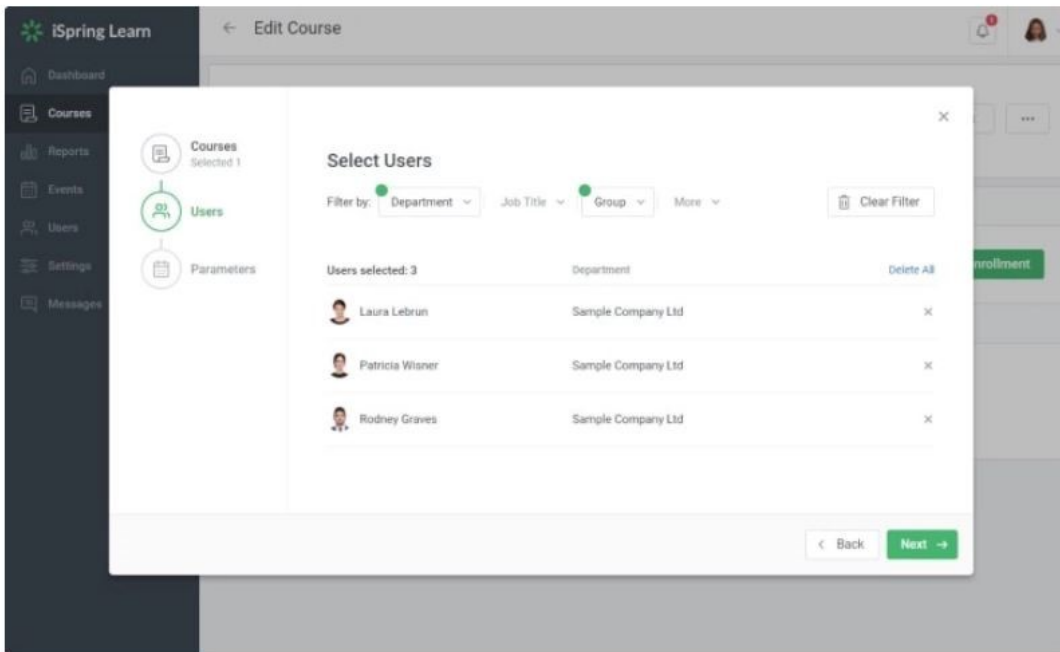 iSpring Learn
← Edit Course
1
Dashboard
Courses
Reports
Events
Users
Settings
Messages
Courses
Selected 1
Users
Parameters
Select Users
Filter by: Department Job Title Group More Clear Filter
Users selected: 3 Department Delete All
Laura Lebrun Sample Company Ltd
Patricia Wisner Sample Company Ltd
Rodney Graves Sample Company Ltd
Back Next →